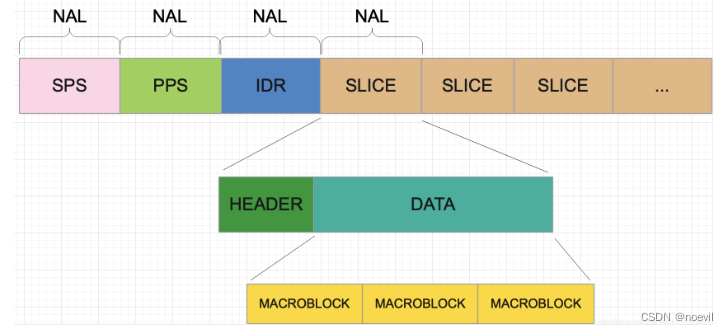 NAL NAL NAL NAL
SPS PPS IDR SLICE SLICE SLICE ...
HEADER DATA
MACROBLOCK MACROBLOCK MACROBLOCK
CSDN @noevil